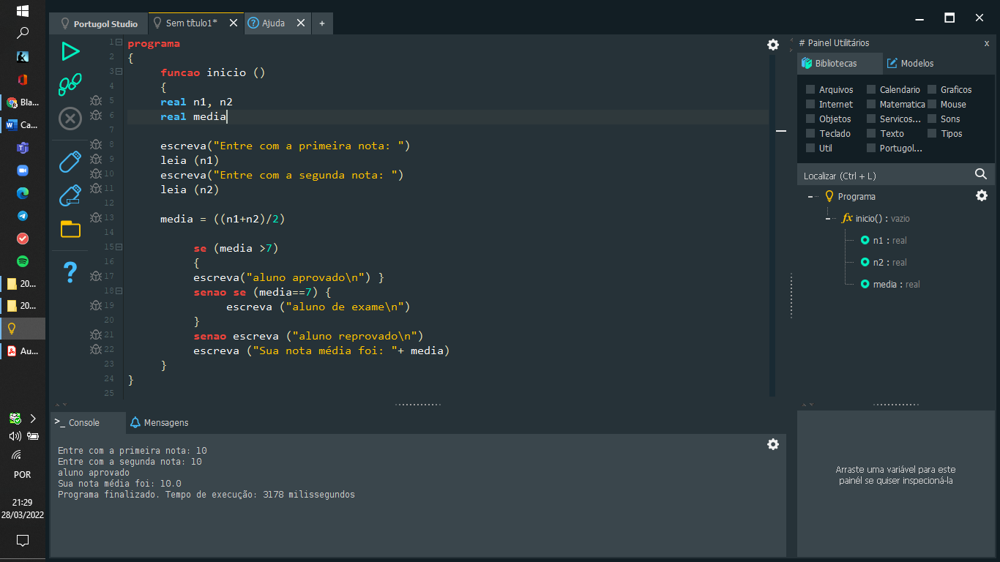 Portugol Studio
Sem título1*
Ajuda
+
1 programa
2 {
3 funcao inicio ()
4 {
5 real n1, n2
6 real media
7
8 escreva("Entre com a primeira nota: ")
9 leia (n1)
10 escreva("Entre com a segunda nota: ")
11 leia (n2)
12
13 media = ((n1+n2)/2)
14
15 se (media >7)
16 {
17 escreva("aluno aprovado\n") }
18 senao se (media==7) {
19 escreva ("aluno de exame\n")
20 }
21 senao escreva ("aluno reprovado\n")
22 escreva ("Sua nota média foi: "+ media)
23 }
24 }
25
# Painel Utilitários x
Bibliotecas Modelos
Arquivos Calendario Graficos
Internet Matematica Mouse
Objetos Servicos... Sons
Teclado Texto Tipos
Util Portugol...
Localizar (Ctrl + L)
Programa
fx inicio() : vazio
n1 : real
n2 : real
media : real
>_ Console Mensagens
Entre com a primeira nota: 10
Entre com a segunda nota: 10
aluno aprovado
Sua nota média foi: 10.0
Programa finalizado. Tempo de execução: 3178 milissegundos
Arraste uma variável para este
painél se quiser inspecioná-la
Bla...
Ca...
20...
20...
Au...
POR
21:29
28/03/2022